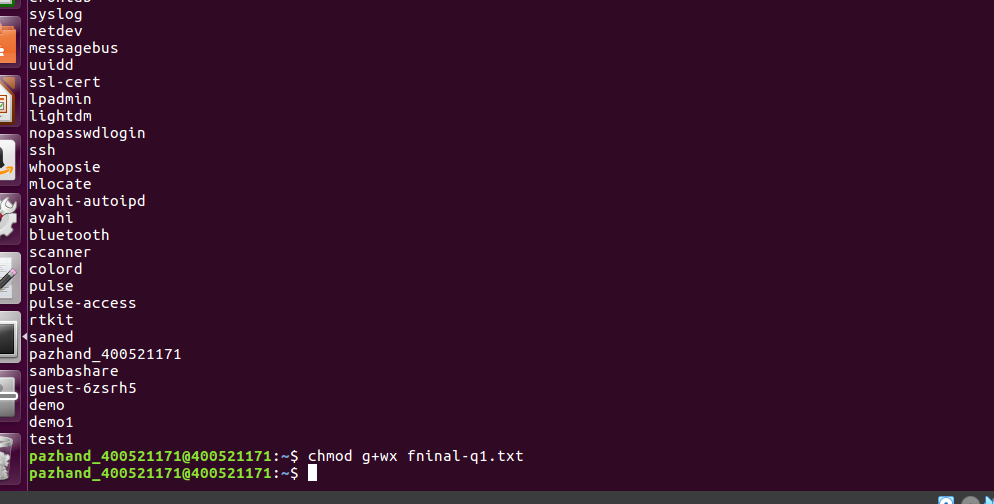 syslog
netdev
messagebus
uuidd
ssl-cert
lpadmin
lightdm
nopasswdlogin
ssh
whoopsie
mlocate
avahi-autoipd
avahi
bluetooth
scanner
colord
pulse
pulse-access
rtkit
saned
pazhand_400521171
sambashare
guest-6zsrh5
demo
demo1
test1
pazhand_400521171@400521171:~$ chmod g+wx fninal-q1.txt
pazhand_400521171@400521171:~$